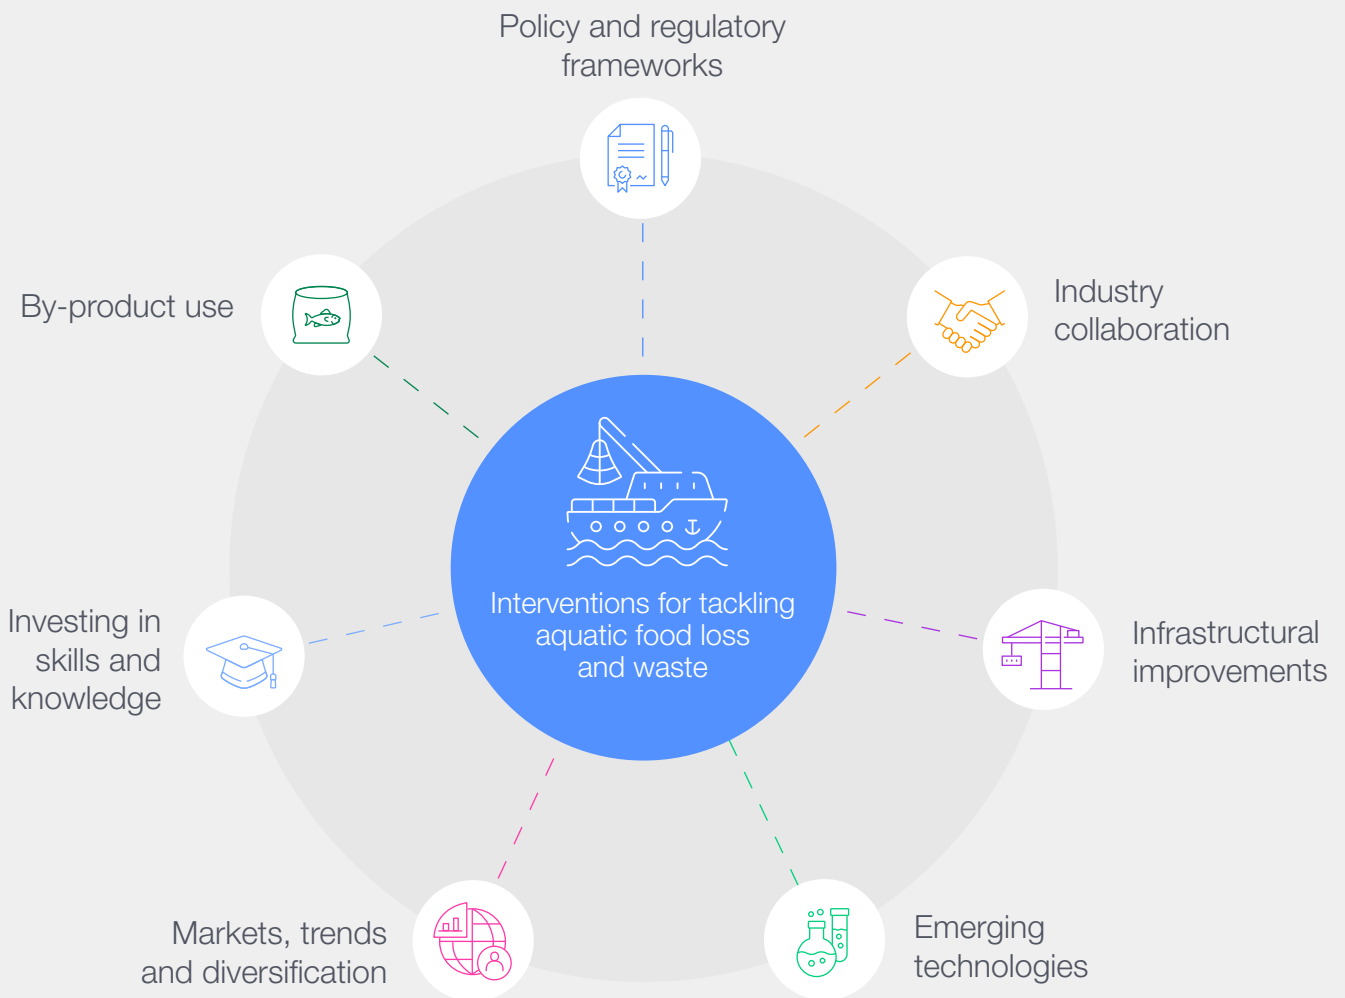 Policy and regulatory
frameworks
By-product use
Industry
collaboration
Interventions for tackling
aquatic food loss
and waste
Investing in
skills and
knowledge
Infrastructural
improvements
Markets, trends
and diversification
Emerging
technologies